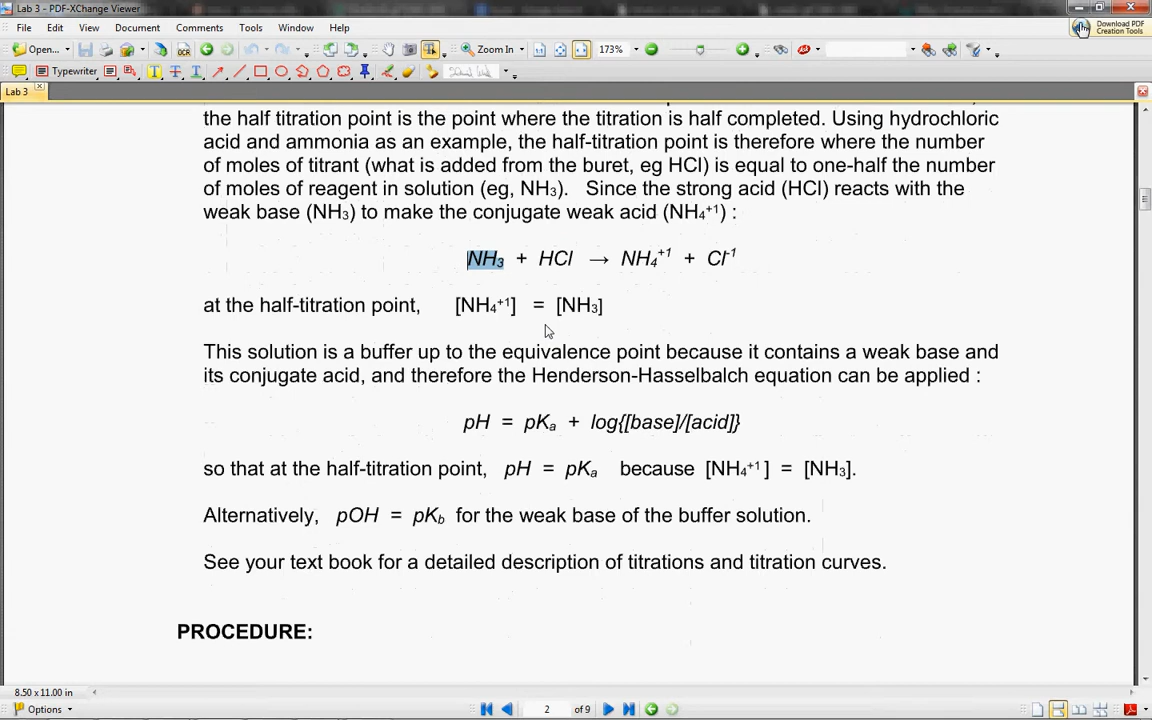 Lab 3 - PDF-XChange Viewer
File Edit View Document Comments Tools Window Help
Download PDF
Creation Tools
Open... OCR Zoom In 173%
Typewriter
Lab 3
the half titration point is the point where the titration is half completed. Using hydrochloric
acid and ammonia as an example, the half-titration point is therefore where the number
of moles of titrant (what is added from the buret, eg HCl) is equal to one-half the number
of moles of reagent in solution (eg, NH₃). Since the strong acid (HCl) reacts with the
weak base (NH₃) to make the conjugate weak acid (NH₄⁺¹) :
NH₃ + HCl → NH₄⁺¹ + Cl⁻¹
at the half-titration point, [NH₄⁺¹] = [NH₃]
This solution is a buffer up to the equivalence point because it contains a weak base and
its conjugate acid, and therefore the Henderson-Hasselbalch equation can be applied :
pH = pKₐ + log{[base]/[acid]}
so that at the half-titration point, pH = pKₐ because [NH₄⁺¹ ] = [NH₃].
Alternatively, pOH = pK_b for the weak base of the buffer solution.
See your text book for a detailed description of titrations and titration curves.
PROCEDURE:
8.50 x 11.00 in
Options 2 of 9